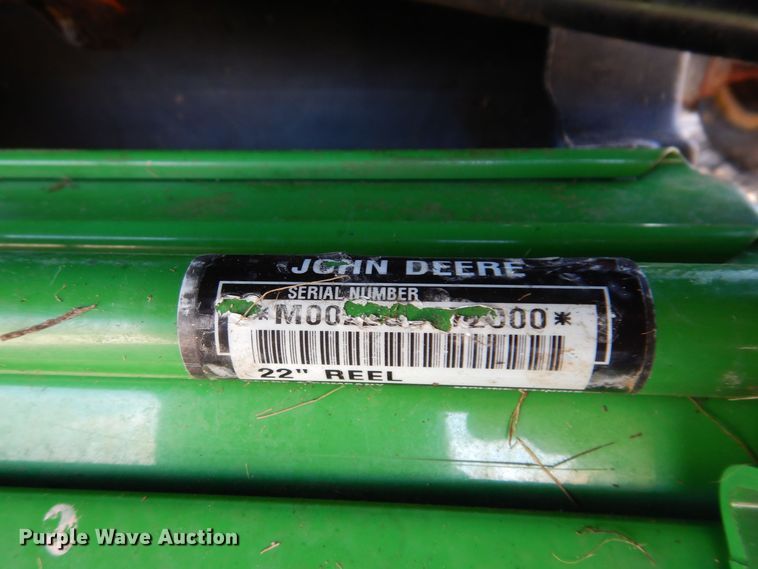 JOHN DEERE
SERIAL NUMBER
22" REEL
Purple Wave Auction